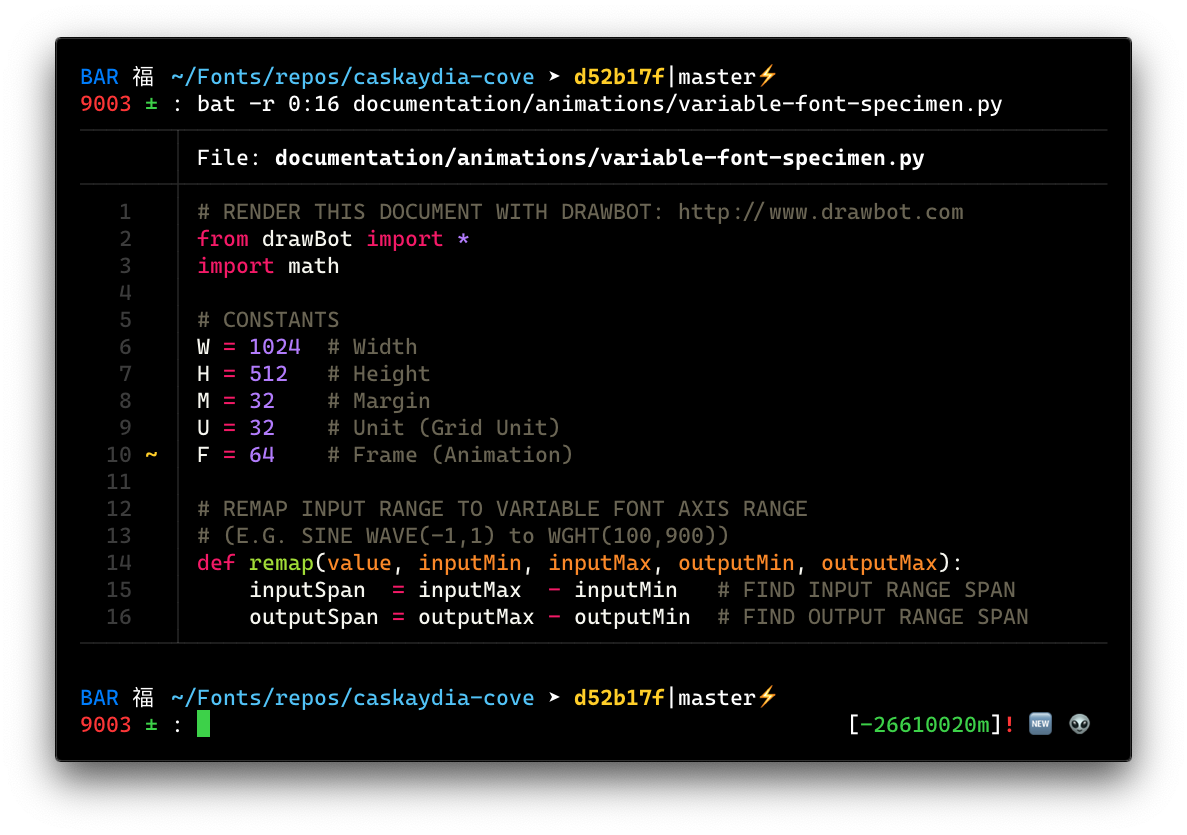 BAR 福 ~/Fonts/repos/caskaydia-cove ➤ d52b17f|master⚡
9003 ± : bat -r 0:16 documentation/animations/variable-font-specimen.py
File: documentation/animations/variable-font-specimen.py
1 # RENDER THIS DOCUMENT WITH DRAWBOT: http://www.drawbot.com
2 from drawBot import *
3 import math
4
5 # CONSTANTS
6 W = 1024  # Width
7 H = 512   # Height
8 M = 32    # Margin
9 U = 32    # Unit (Grid Unit)
10 ~ F = 64    # Frame (Animation)
11
12 # REMAP INPUT RANGE TO VARIABLE FONT AXIS RANGE
13 # (E.G. SINE WAVE(-1,1) to WGHT(100,900))
14 def remap(value, inputMin, inputMax, outputMin, outputMax):
15     inputSpan  = inputMax  - inputMin   # FIND INPUT RANGE SPAN
16     outputSpan = outputMax - outputMin  # FIND OUTPUT RANGE SPAN
BAR 福 ~/Fonts/repos/caskaydia-cove ➤ d52b17f|master⚡
9003 ± : [-26610020m]! 🆕 👽